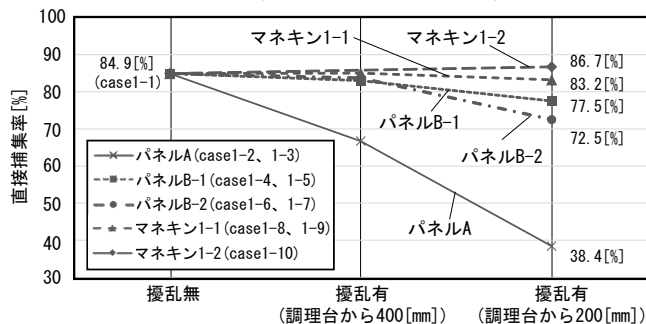 100
90
80
70
60
50
40
30
直接捕集率[%]
84.9[%]
(case1-1)
マネキン1-1
マネキン1-2
86.7[%]
83.2[%]
77.5[%]
72.5[%]
38.4[%]
パネルB-1
パネルB-2
パネルA
パネルA(case1-2、1-3)
パネルB-1(case1-4、1-5)
パネルB-2(case1-6、1-7)
マネキン1-1(case1-8、1-9)
マネキン1-2(case1-10)
擾乱無
擾乱有
(調理台から400[mm])
擾乱有
(調理台から200[mm])